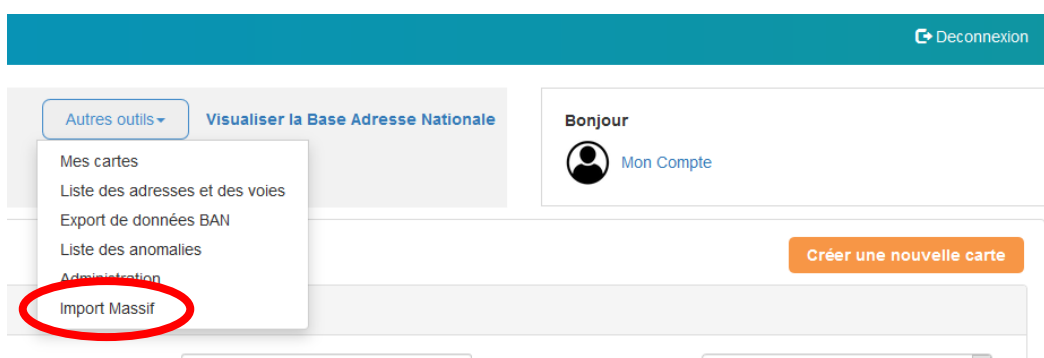 Deconnexion
Autres outils
Visualiser la Base Adresse Nationale
Bonjour
Mon Compte
Mes cartes
Liste des adresses et des voies
Export de données BAN
Liste des anomalies
Administration
Import Massif
Créer une nouvelle carte